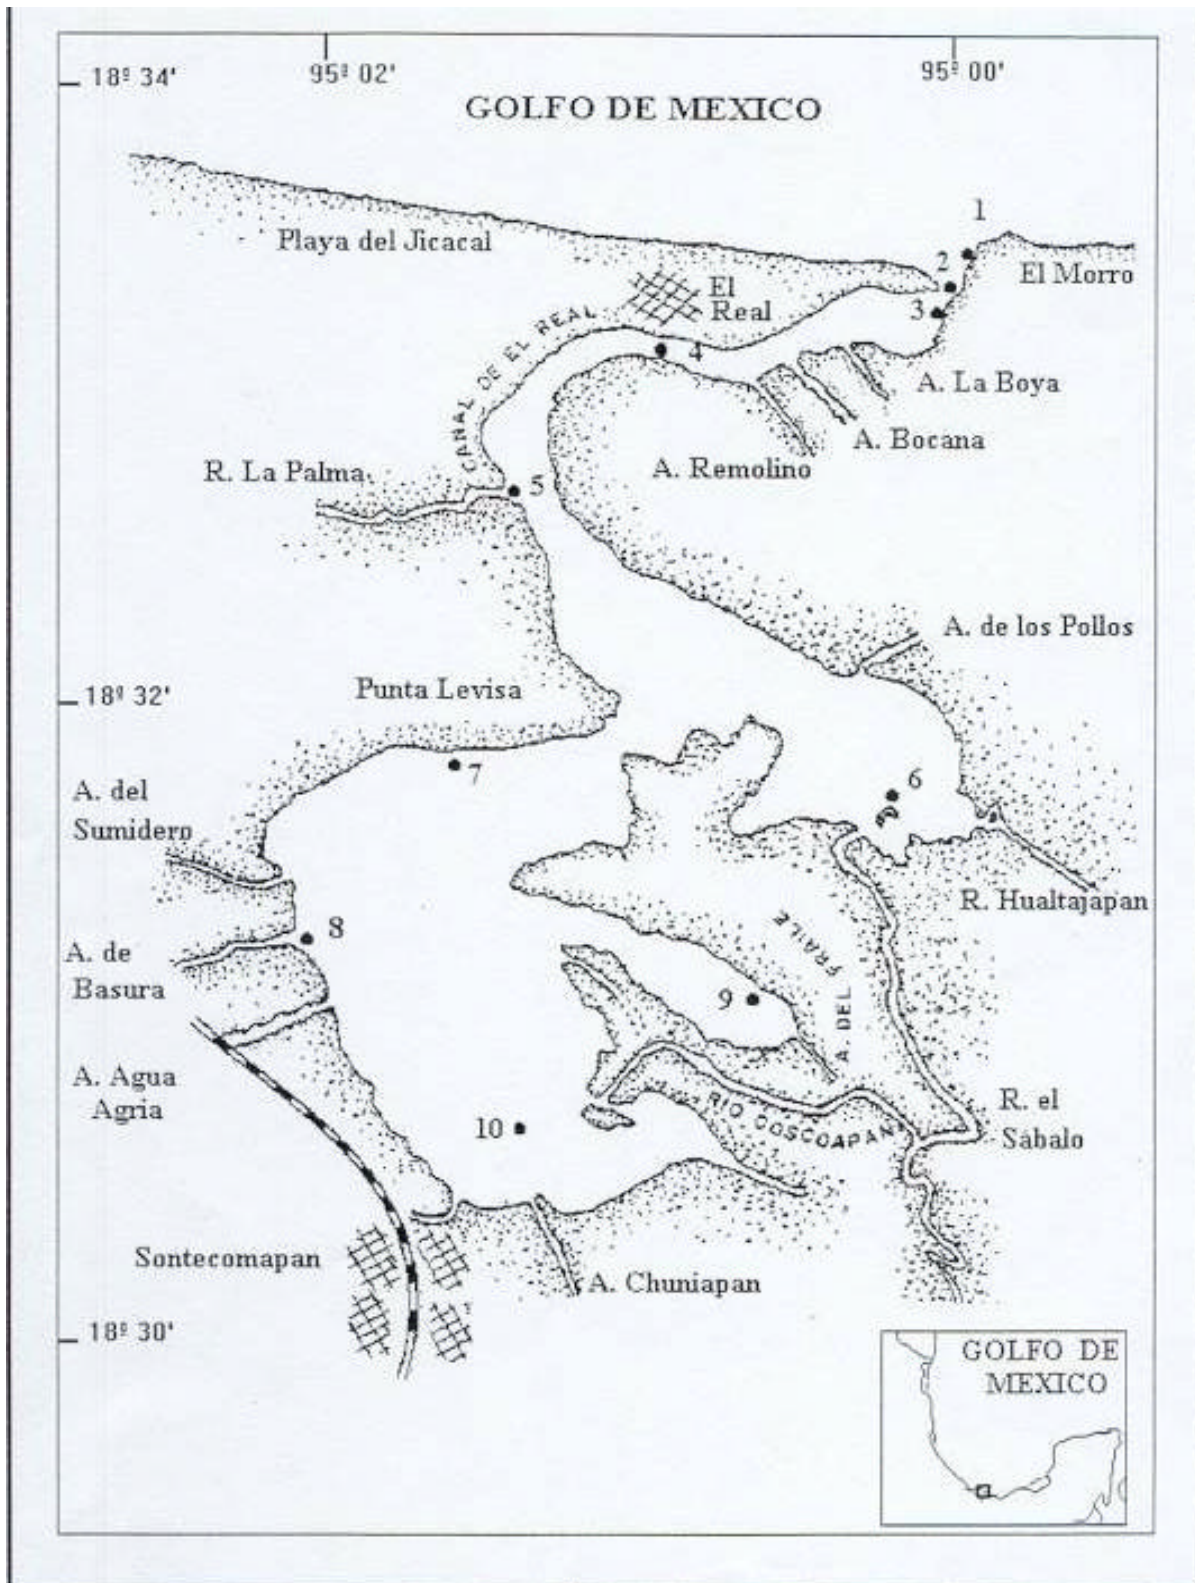 18º 34'
95º 02'
95º 00'
GOLFO DE MEXICO
1
Playa del Jicacal
2
El Morro
El
Real
3
CANAL DE EL REAL
4
A. La Boya
A. Bocana
R. La Palma
A. Remolino
5
A. de los Pollos
18º 32'
Punta Levisa
7
6
A. del
Sumidero
R. Hualtajapan
8
A. de
Basura
9
A. DEL FRAILE
A. Agua
Agria
RIO COSCOAPAN
R. el
Sábalo
10
Sontecomapan
A. Chuniapan
18º 30'
GOLFO DE
MEXICO